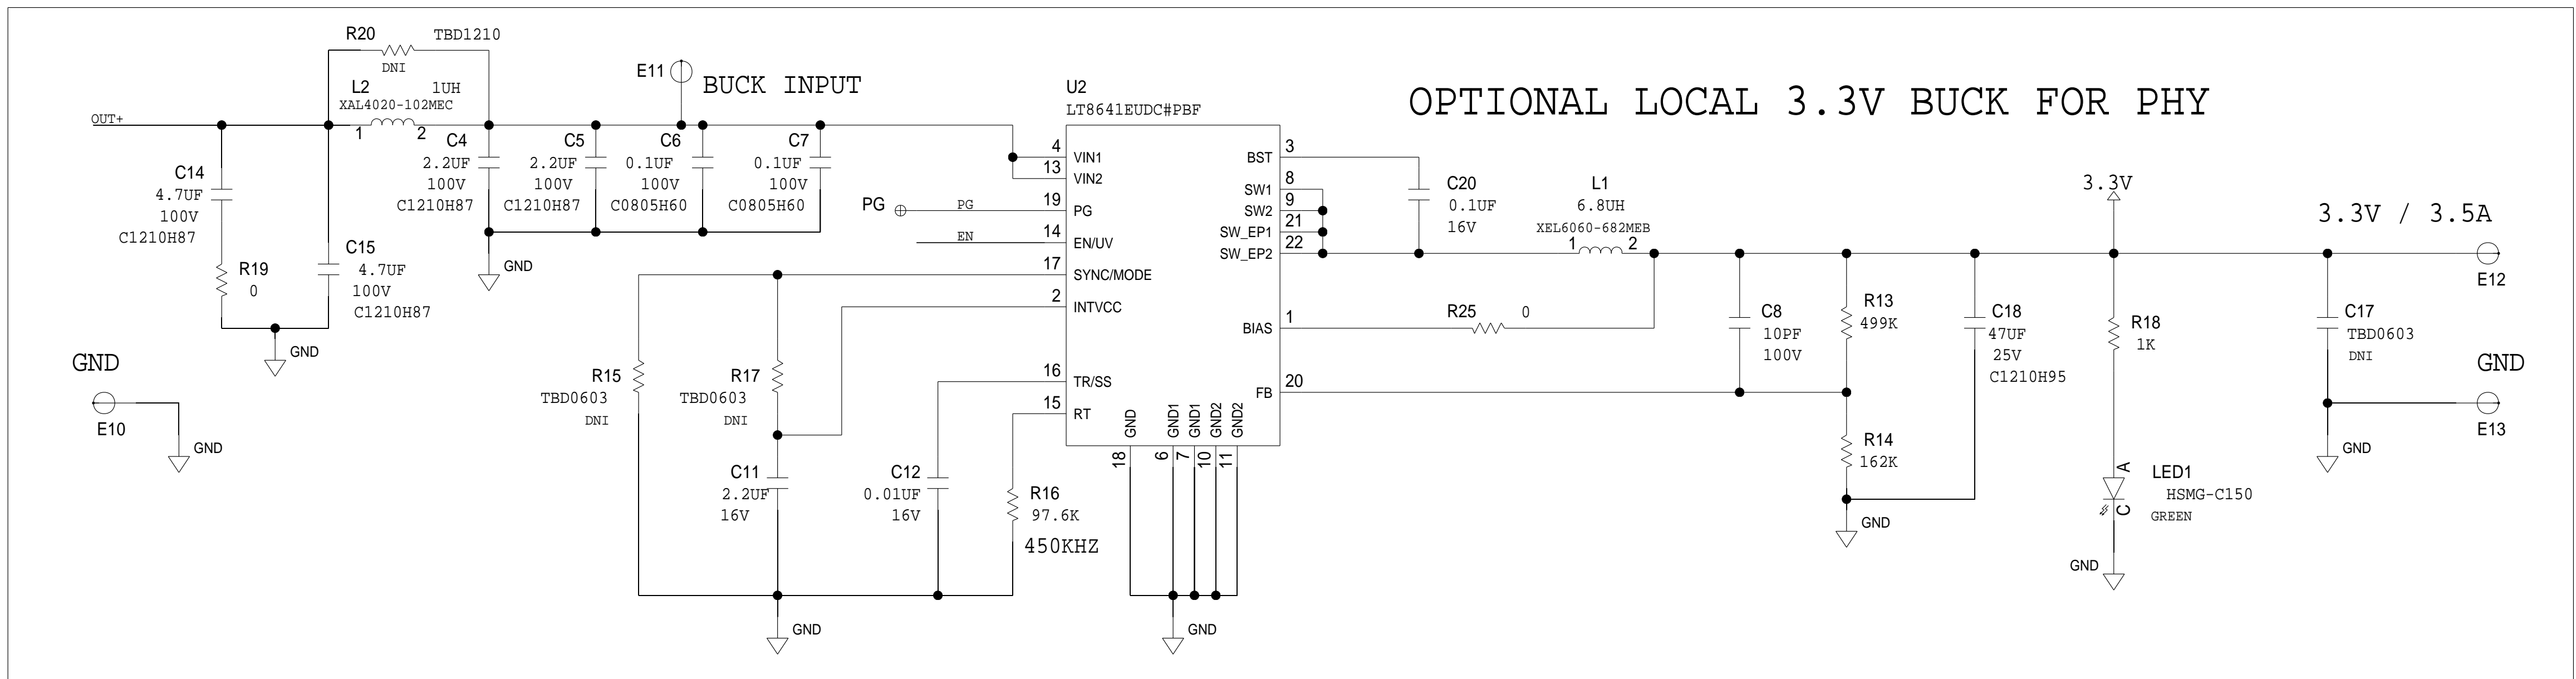 OPTIONAL LOCAL 3.3V BUCK FOR PHY
R20
TBD1210
DNI
L2
1UH
XAL4020-102MEC
1
2
OUT+
E11
BUCK INPUT
C14
4.7UF
100V
C1210H87
R19
0
C15
4.7UF
100V
C1210H87
GND
C4
2.2UF
100V
C1210H87
C5
2.2UF
100V
C1210H87
C6
0.1UF
100V
C0805H60
C7
0.1UF
100V
C0805H60
GND
GND
E10
GND
PG
PG
EN
R15
TBD0603
DNI
R17
TBD0603
DNI
C11
2.2UF
16V
C12
0.01UF
16V
R16
97.6K
450KHZ
GND
U2
LT8641EUDC#PBF
4
VIN1
13
VIN2
19
PG
14
EN/UV
17
SYNC/MODE
2
INTVCC
16
TR/SS
15
RT
BST
3
SW1
8
SW2
9
SW_EP1
21
SW_EP2
22
BIAS
1
FB
20
GND
GND1
GND1
GND2
GND2
18
6
7
10
11
GND
C20
0.1UF
16V
L1
6.8UH
XEL6060-682MEB
1
2
R25
0
C8
10PF
100V
R13
499K
R14
162K
GND
C18
47UF
25V
C1210H95
3.3V
R18
1K
A
C
LED1
HSMG-C150
GREEN
GND
3.3V / 3.5A
E12
C17
TBD0603
DNI
GND
E13
GND